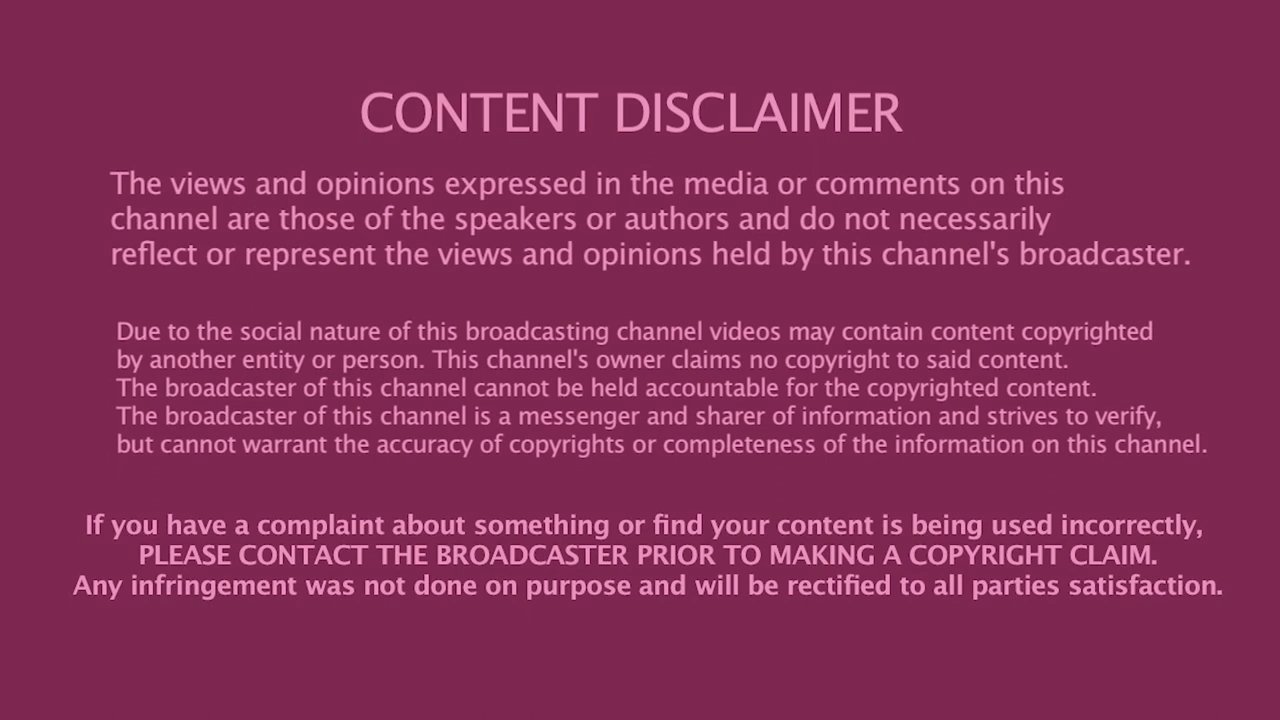 CONTENT DISCLAIMER
The views and opinions expressed in the media or comments on this
channel are those of the speakers or authors and do not necessarily
reflect or represent the views and opinions held by this channel's broadcaster.
Due to the social nature of this broadcasting channel videos may contain content copyrighted
by another entity or person. This channel's owner claims no copyright to said content.
The broadcaster of this channel cannot be held accountable for the copyrighted content.
The broadcaster of this channel is a messenger and sharer of information and strives to verify,
but cannot warrant the accuracy of copyrights or completeness of the information on this channel.
If you have a complaint about something or find your content is being used incorrectly,
PLEASE CONTACT THE BROADCASTER PRIOR TO MAKING A COPYRIGHT CLAIM.
Any infringement was not done on purpose and will be rectified to all parties satisfaction.